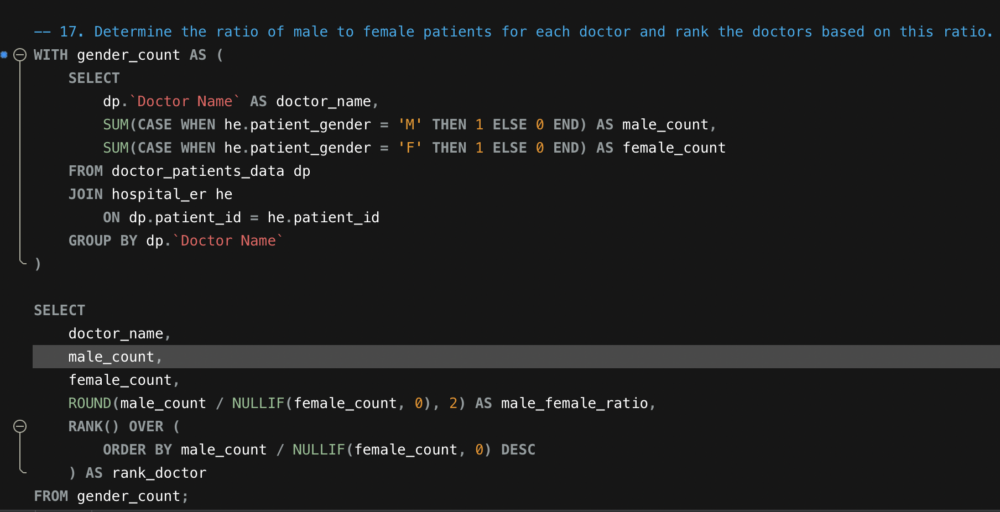 -- 17. Determine the ratio of male to female patients for each doctor and rank the doctors based on this ratio.
WITH gender_count AS (
    SELECT
        dp.`Doctor Name` AS doctor_name,
        SUM(CASE WHEN he.patient_gender = 'M' THEN 1 ELSE 0 END) AS male_count,
        SUM(CASE WHEN he.patient_gender = 'F' THEN 1 ELSE 0 END) AS female_count
    FROM doctor_patients_data dp
    JOIN hospital_er he
        ON dp.patient_id = he.patient_id
    GROUP BY dp.`Doctor Name`
)

SELECT
    doctor_name,
    male_count,
    female_count,
    ROUND(male_count / NULLIF(female_count, 0), 2) AS male_female_ratio,
    RANK() OVER (
        ORDER BY male_count / NULLIF(female_count, 0) DESC
    ) AS rank_doctor
FROM gender_count;